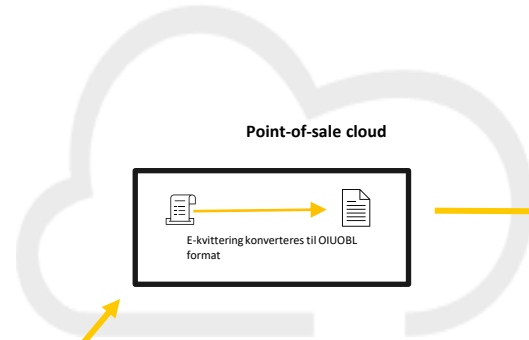 Point-of-sale cloud
E-kvittering konverteres til OIUOBL
format